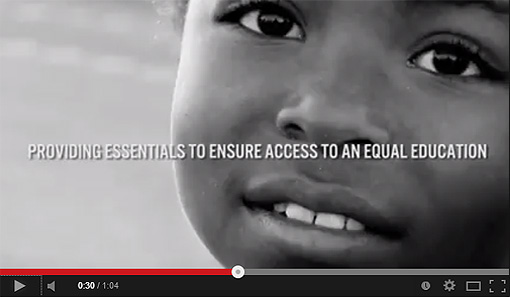 PROVIDING ESSENTIALS TO ENSURE ACCESS TO AN EQUAL EDUCATION
0:30 / 1:04